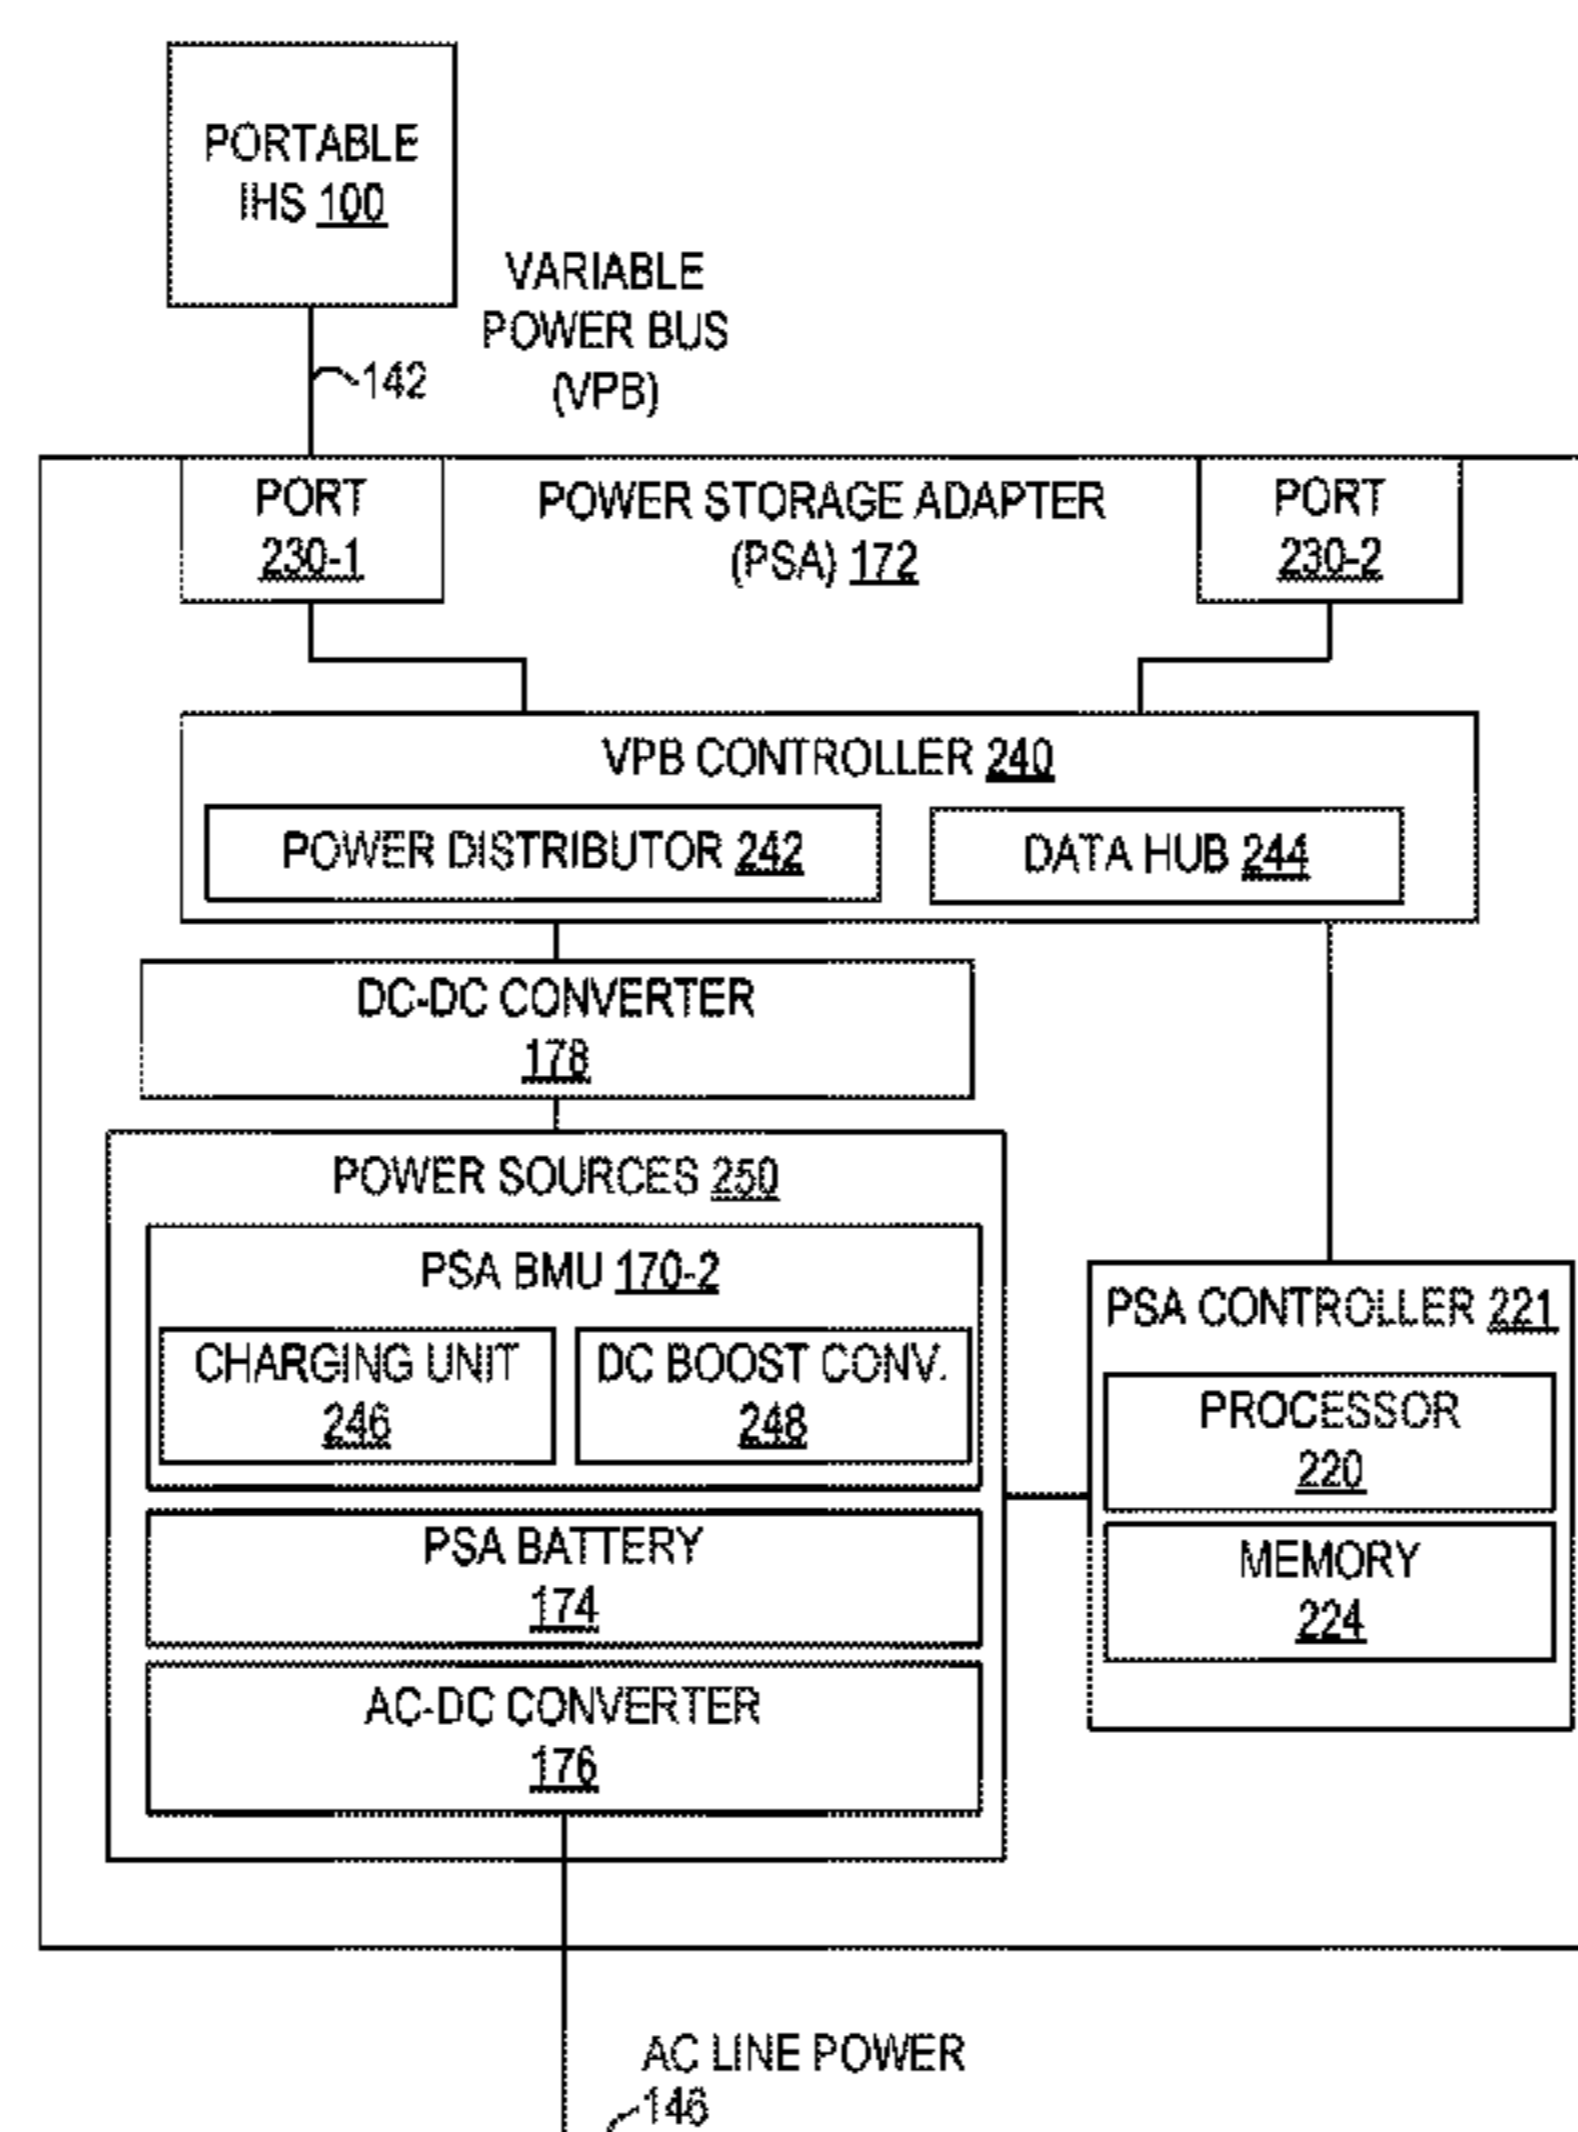 PORTABLE
IHS 100
VARIABLE
POWER BUS
(VPB)
142
PORT
230-1
POWER STORAGE ADAPTER
(PSA) 172
PORT
230-2
VPB CONTROLLER 240
POWER DISTRIBUTOR 242
DATA HUB 244
DC-DC CONVERTER
178
POWER SOURCES 250
PSA BMU 170-2
CHARGING UNIT
246
DC BOOST CONV.
248
PSA CONTROLLER 221
PROCESSOR
220
MEMORY
224
PSA BATTERY
174
AC-DC CONVERTER
176
AC LINE POWER
146